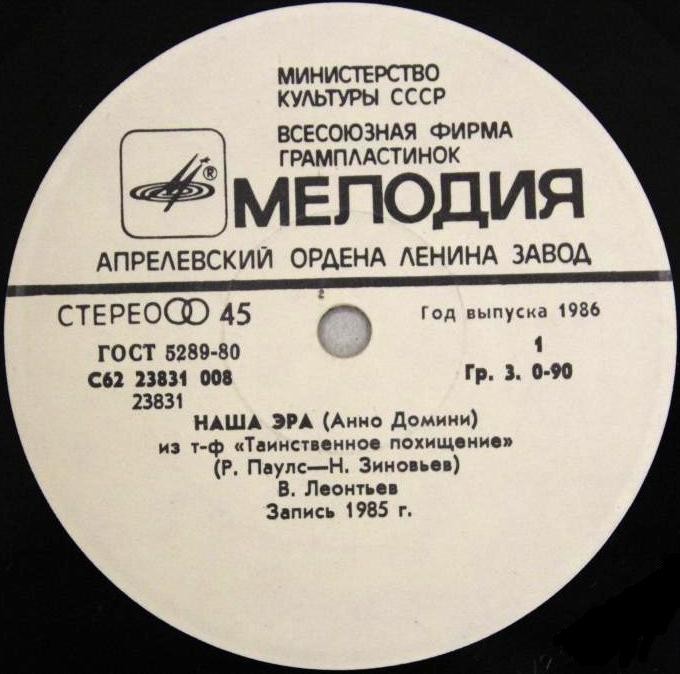 МИНИСТЕРСТВО
КУЛЬТУРЫ СССР
ВСЕСОЮЗНАЯ ФИРМА
ГРАМПЛАСТИНОК
®
МЕЛОДИЯ
АПРЕЛЕВСКИЙ ОРДЕНА ЛЕНИНА ЗАВОД
СТЕРЕО 45
Год выпуска 1986
ГОСТ 5289-80
1
С62 23831 008
Гр. 3. 0-90
23831
НАША ЭРА (Анно Домини)
из т-ф «Таинственное похищение»
(Р. Паулс—Н. Зиновьев)
В. Леонтьев
Запись 1985 г.